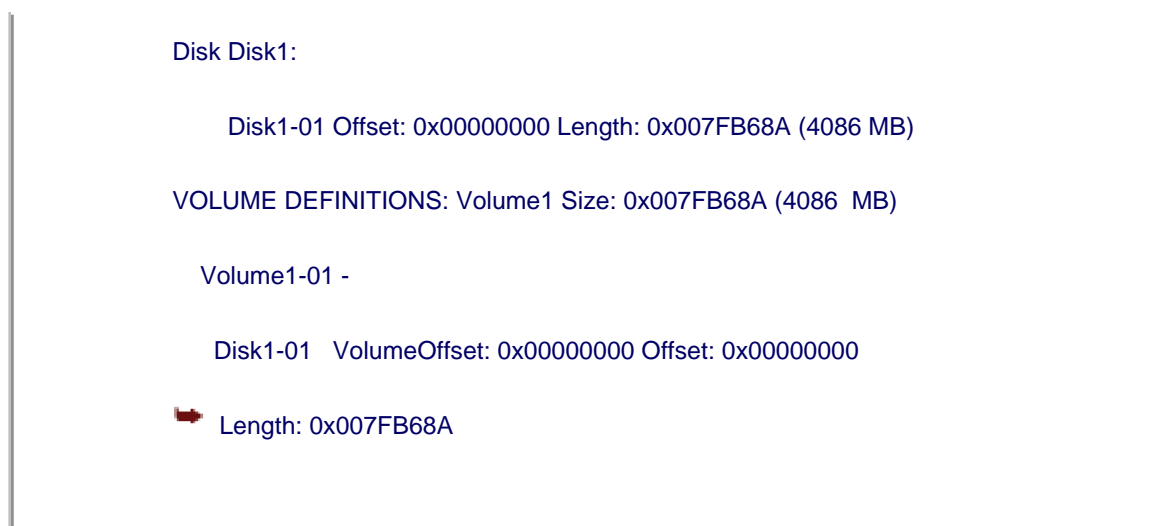 Disk Disk1:
Disk1-01 Offset: 0x00000000 Length: 0x007FB68A (4086 MB)
VOLUME DEFINITIONS: Volume1 Size: 0x007FB68A (4086  MB)
Volume1-01 -
Disk1-01   VolumeOffset: 0x00000000 Offset: 0x00000000
Length: 0x007FB68A